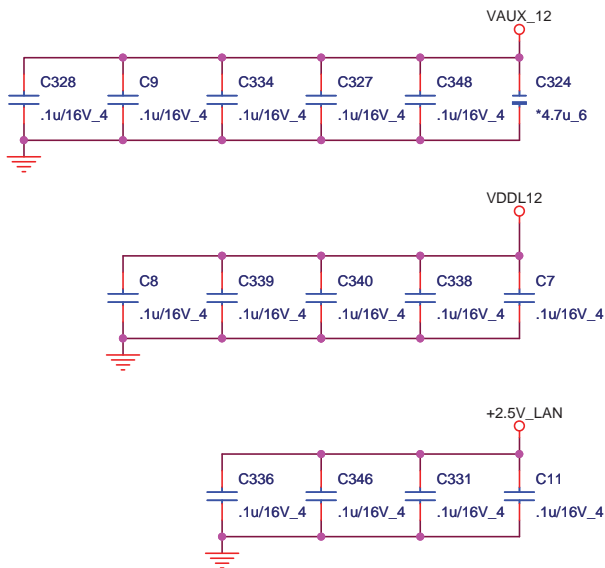 VAUX_12
C328 C9 C334 C327 C348 C324
.1u/16V_4 .1u/16V_4 .1u/16V_4 .1u/16V_4 .1u/16V_4 *4.7u_6
VDDL12
C8 C339 C340 C338 C7
.1u/16V_4 .1u/16V_4 .1u/16V_4 .1u/16V_4 .1u/16V_4
+2.5V_LAN
C336 C346 C331 C11
.1u/16V_4 .1u/16V_4 .1u/16V_4 .1u/16V_4